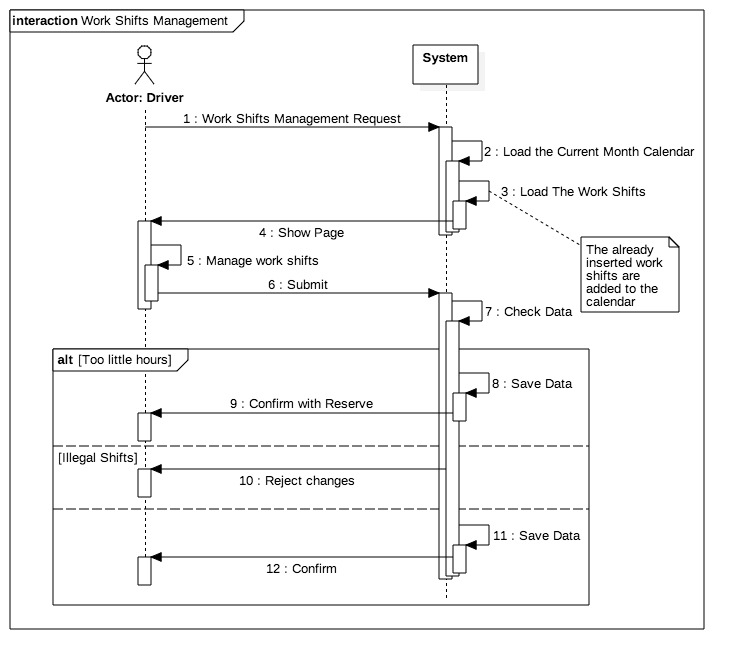 interaction Work Shifts Management
System
Actor: Driver
1 : Work Shifts Management Request
2 : Load the Current Month Calendar
3 : Load The Work Shifts
4 : Show Page
The already
inserted work
shifts are
added to the
calendar
5 : Manage work shifts
6 : Submit
7 : Check Data
alt [Too little hours]
8 : Save Data
9 : Confirm with Reserve
[Illegal Shifts]
10 : Reject changes
11 : Save Data
12 : Confirm